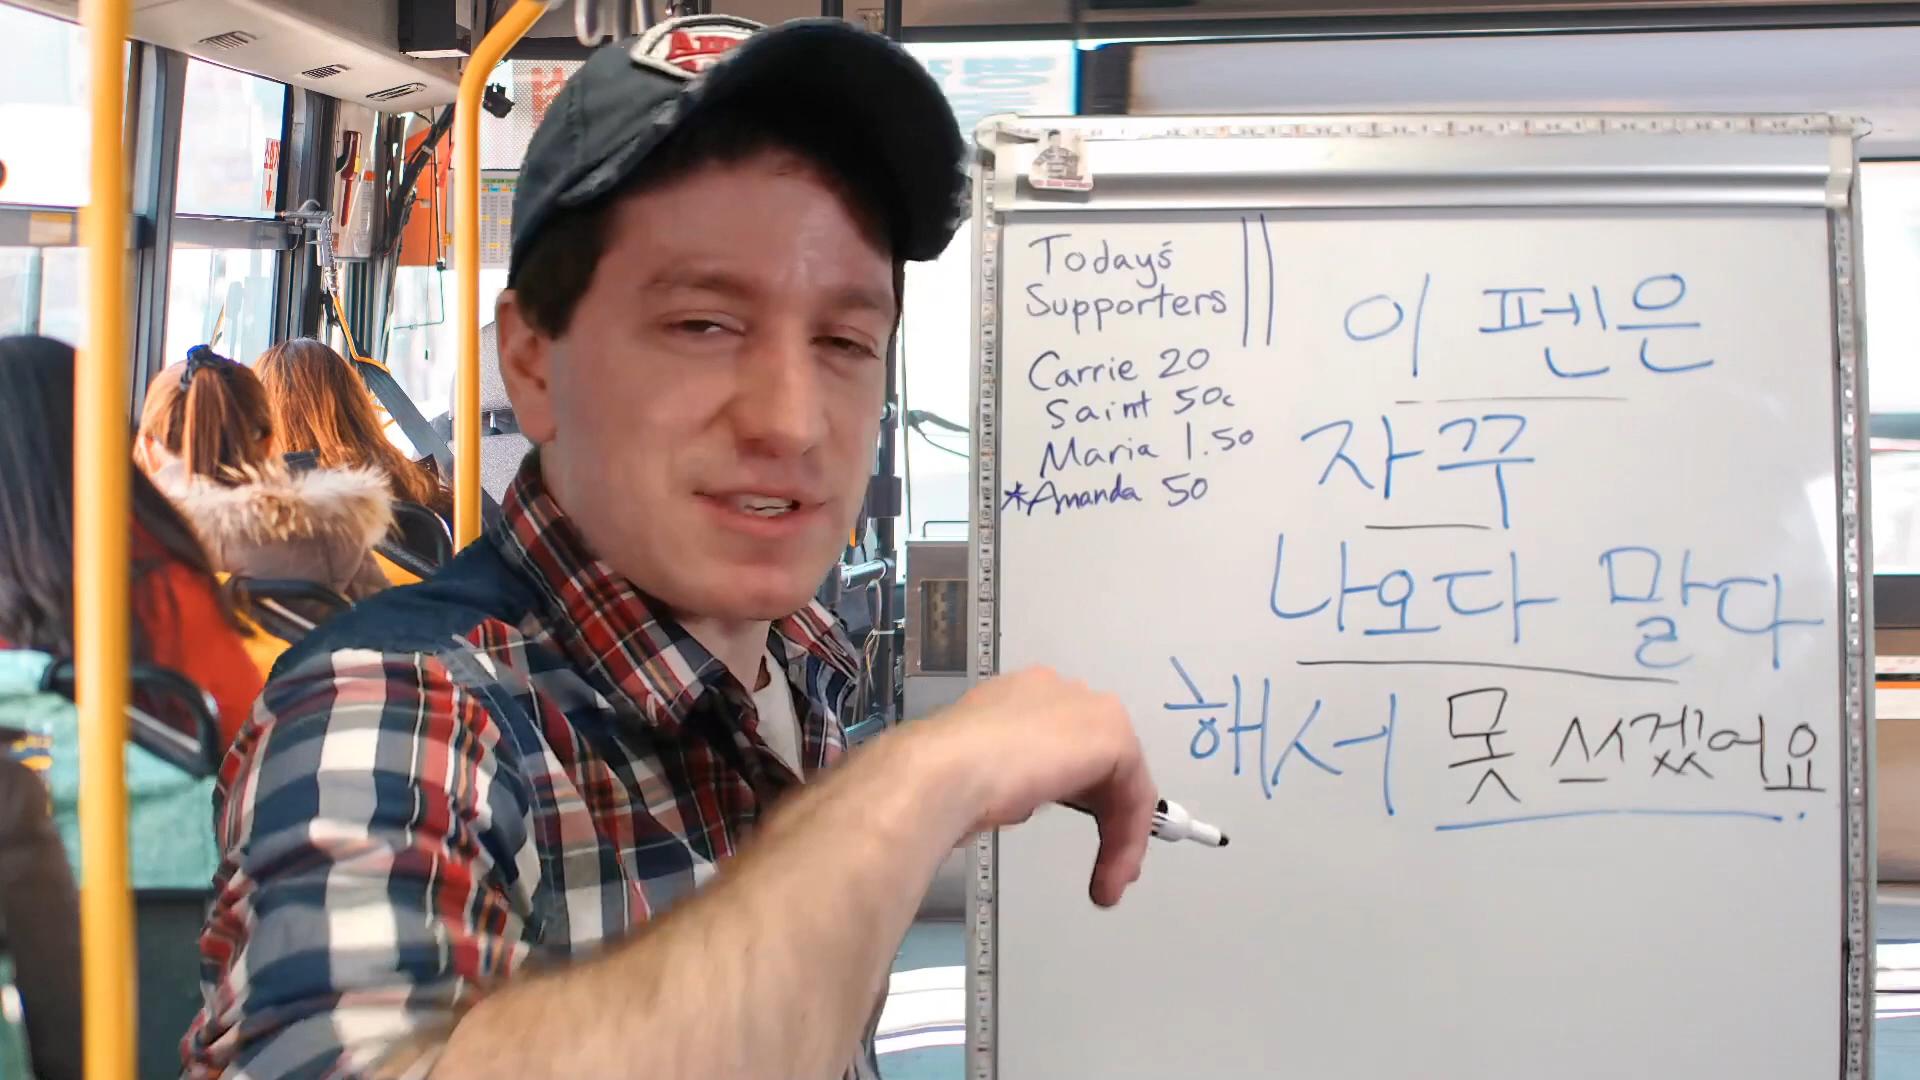 Today's
Supporters
Carrie 20
Saint 50c
Maria 1.50
*Amanda 50
이 펜은
자꾸
나오다 말다
해서 못 쓰겠어요.